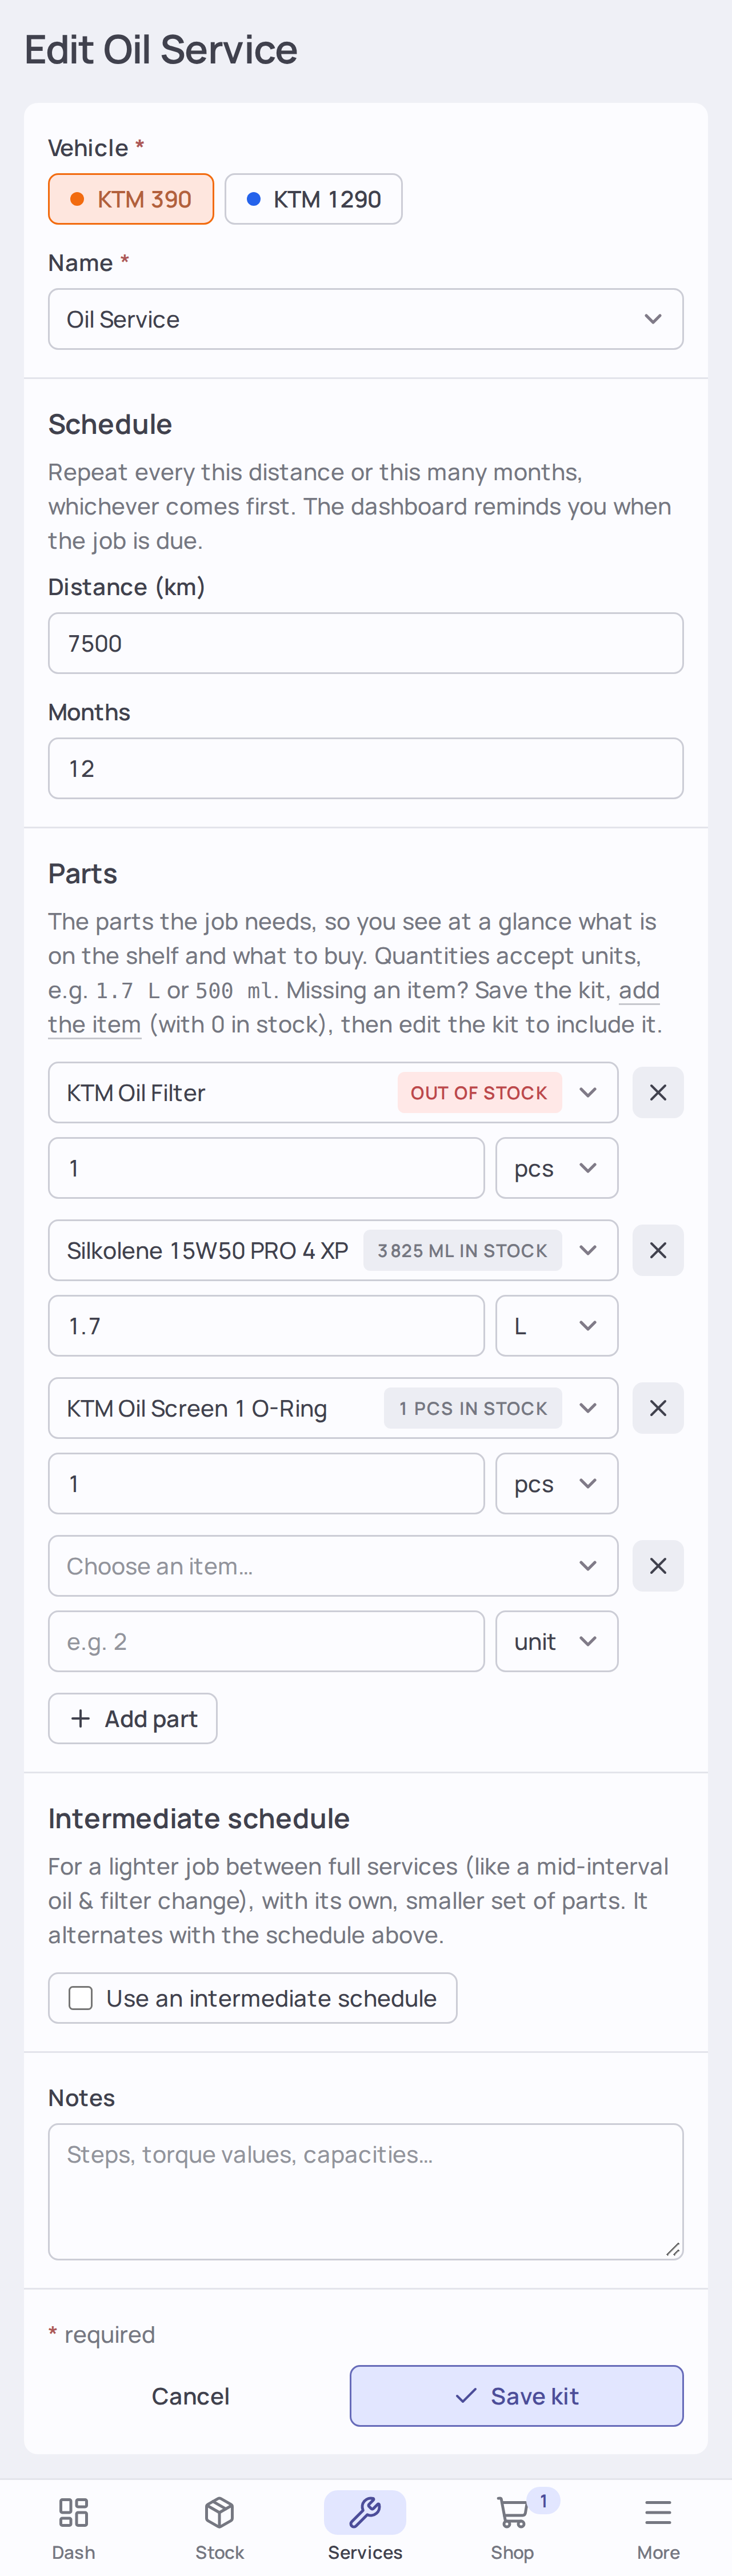 Edit Oil Service
Vehicle *
KTM 390
KTM 1290
Name *
Oil Service
Schedule
Repeat every this distance or this many months,
whichever comes first. The dashboard reminds you when
the job is due.
Distance (km)
7500
Months
12
Parts
The parts the job needs, so you see at a glance what is
on the shelf and what to buy. Quantities accept units,
e.g. 1.7 L or 500 ml. Missing an item? Save the kit, add
the item (with 0 in stock), then edit the kit to include it.
KTM Oil Filter OUT OF STOCK
1 pcs
Silkolene 15W50 PRO 4 XP 3825 ML IN STOCK
1.7 L
KTM Oil Screen 1 O-Ring 1 PCS IN STOCK
1 pcs
Choose an item...
e.g. 2 unit
Add part
Intermediate schedule
For a lighter job between full services (like a mid-interval
oil & filter change), with its own, smaller set of parts. It
alternates with the schedule above.
Use an intermediate schedule
Notes
Steps, torque values, capacities...
* required
Cancel Save kit
1
Dash Stock Services Shop More